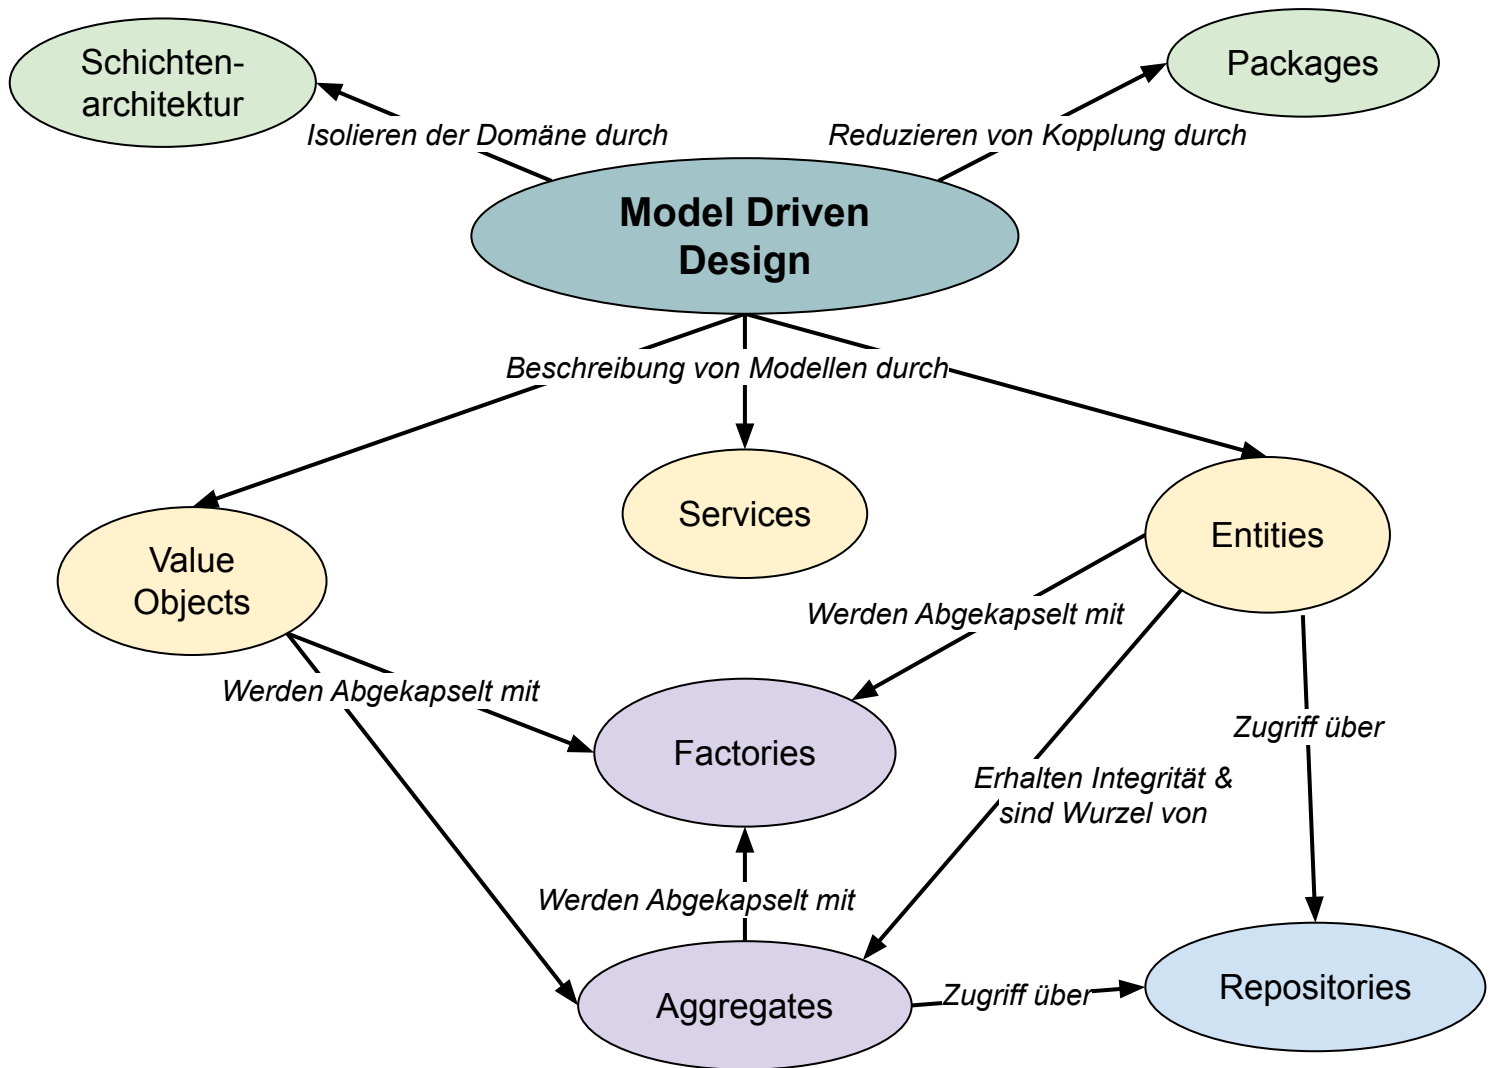 Schichten-
architektur
Packages
Isolieren der Domäne durch
Reduzieren von Kopplung durch
Model Driven
Design
Beschreibung von Modellen durch
Services
Entities
Value
Objects
Werden Abgekapselt mit
Werden Abgekapselt mit
Zugriff über
Factories
Erhalten Integrität &
sind Wurzel von
Werden Abgekapselt mit
Aggregates
Zugriff über
Repositories